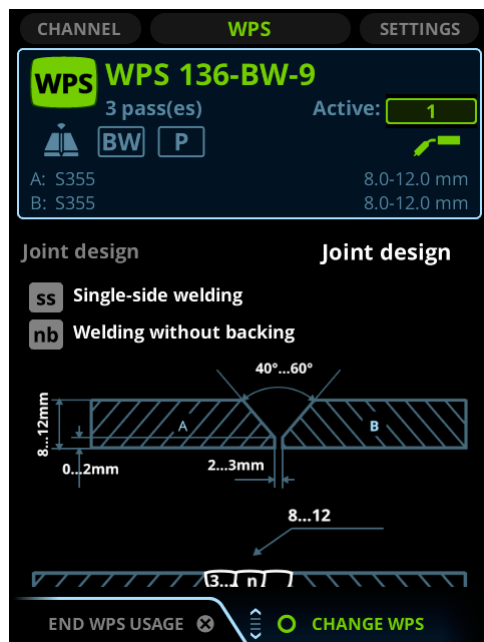 CHANNEL WPS SETTINGS
WPS WPS 136-BW-9
3 pass(es) Active: 1
BW P
A: S355 8.0-12.0 mm
B: S355 8.0-12.0 mm
Joint design Joint design
ss Single-side welding
nb Welding without backing
40°...60°
8...12mm A B
0...2mm 2...3mm
8...12
3... n
END WPS USAGE CHANGE WPS